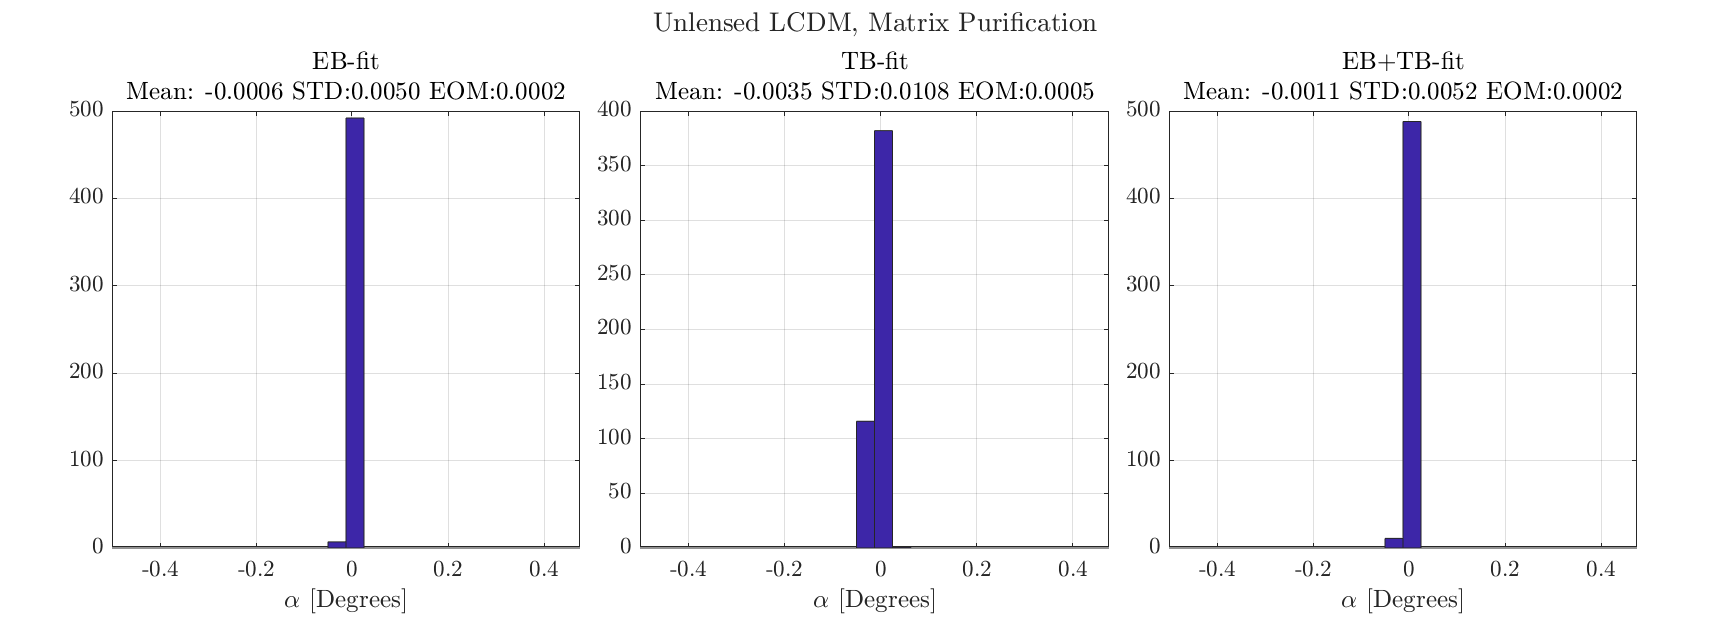 Unlensed LCDM, Matrix Purification
EB-fit
Mean: -0.0006 STD:0.0050 EOM:0.0002
500
400
300
200
100
0
-0.4 -0.2 0 0.2 0.4
α [Degrees]
TB-fit
Mean: -0.0035 STD:0.0108 EOM:0.0005
400
350
300
250
200
150
100
50
0
-0.4 -0.2 0 0.2 0.4
α [Degrees]
EB+TB-fit
Mean: -0.0011 STD:0.0052 EOM:0.0002
500
400
300
200
100
0
-0.4 -0.2 0 0.2 0.4
α [Degrees]